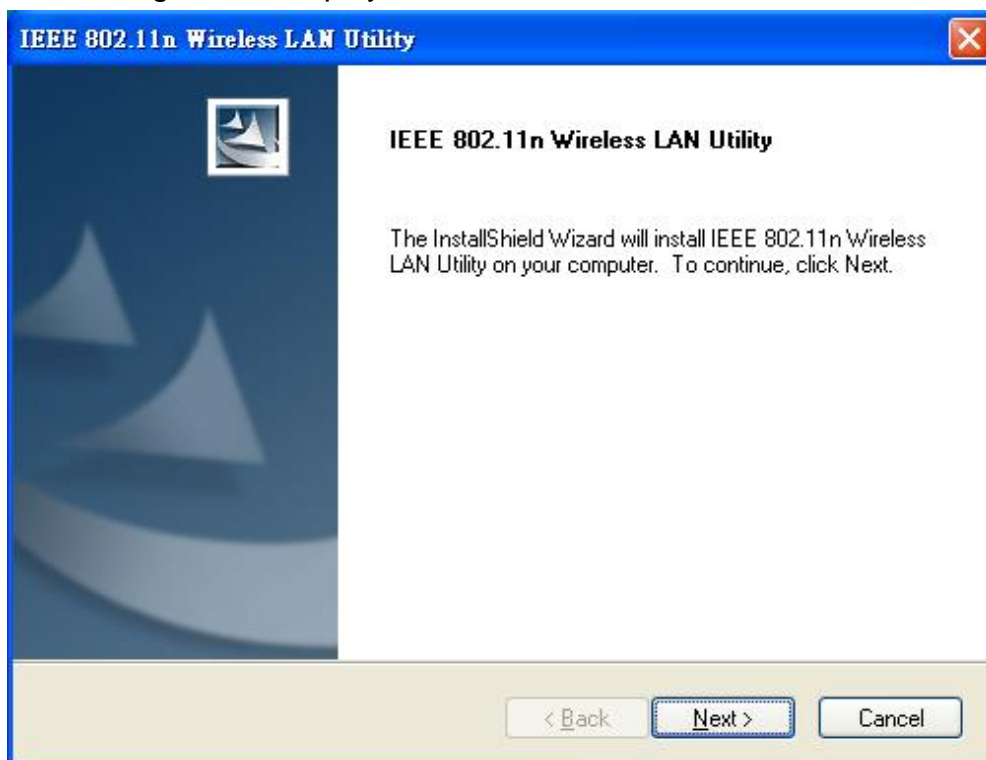 IEEE 802.11n Wireless LAN Utility
IEEE 802.11n Wireless LAN Utility
The InstallShield Wizard will install IEEE 802.11n Wireless
LAN Utility on your computer.  To continue, click Next.
< Back
Next >
Cancel